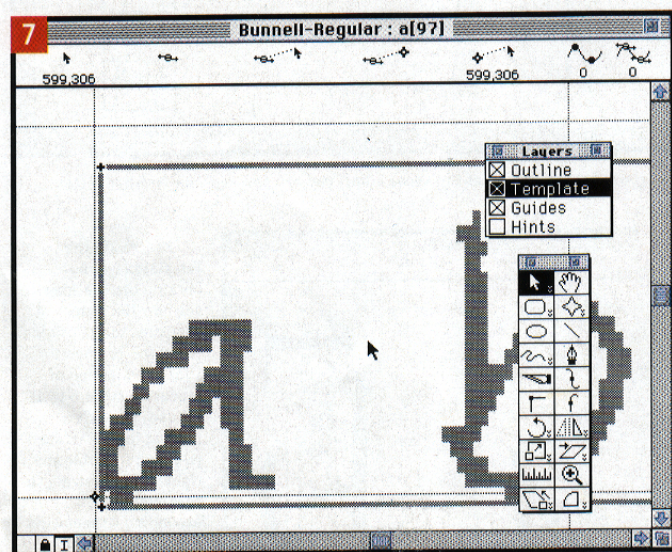 7
Bunnell-Regular : a[97]
599,306
599,306
0
0
Layers
Outline
Template
Guides
Hints